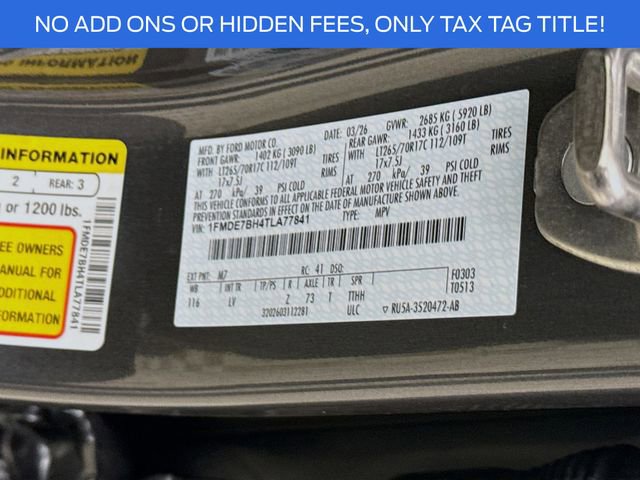 NO ADD ONS OR HIDDEN FEES, ONLY TAX TAG TITLE!
INFORMATION
INFORMATION
2 REAR: 3
or 1200 lbs.
EE OWNERS
MANUAL FOR
INFORMATION
1FMDE7BH4TLA77841
MFD. BY FORD MOTOR CO.
DATE: 03/26 GVWR: 2685 KG ( 5920 LB)
FRONT GAWR: 1402 KG ( 3090 LB) REAR GAWR: 1433 KG ( 3160 LB)
LT265/70R17C 112/109T TIRES LT265/70R17C 112/109T TIRES
17x7.5J RIMS 17x7.5J RIMS
AT 270 kPa/ 39 PSI COLD AT 270 kPa/ 39 PSI COLD
THIS VEHICLE CONFORMS TO ALL APPLICABLE FEDERAL MOTOR VEHICLE SAFETY AND THEFT
PREVENTION STANDARDS IN EFFECT ON THE DATE OF MANUFACTURE SHOWN ABOVE.
VIN: 1FMDE7BH4TLA77841 TYPE: MPV
EXT PNT: M7 RC: 41 DSO: F0303
WB INT TR TP/PS R AXLE TR SPR T0513
116 LV Z 73 T TTHH
3202603112281 ULC RU5A-3520472-AB